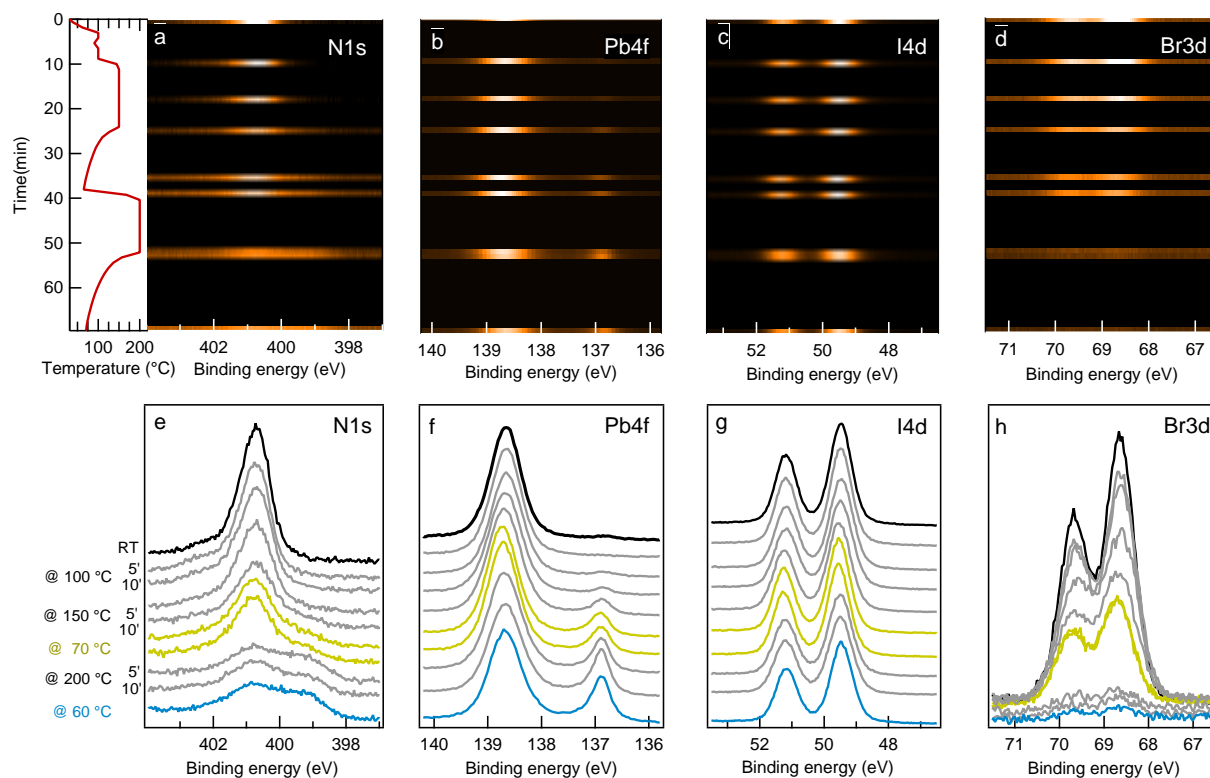 a N1s
b Pb4f
c I4d
d Br3d
0
10
20
30
40
50
60
Time(min)
100 200
Temperature (°C)
402 400 398
Binding energy (eV)
140 139 138 137 136
Binding energy (eV)
52 50 48
Binding energy (eV)
71 70 69 68 67
Binding energy (eV)
e N1s
f Pb4f
g I4d
h Br3d
RT
@ 100 °C 5'
10'
@ 150 °C 5'
10'
@ 70 °C
@ 200 °C 5'
10'
@ 60 °C
402 400 398
Binding energy (eV)
140 139 138 137 136
Binding energy (eV)
52 50 48
Binding energy (eV)
71 70 69 68 67
Binding energy (eV)